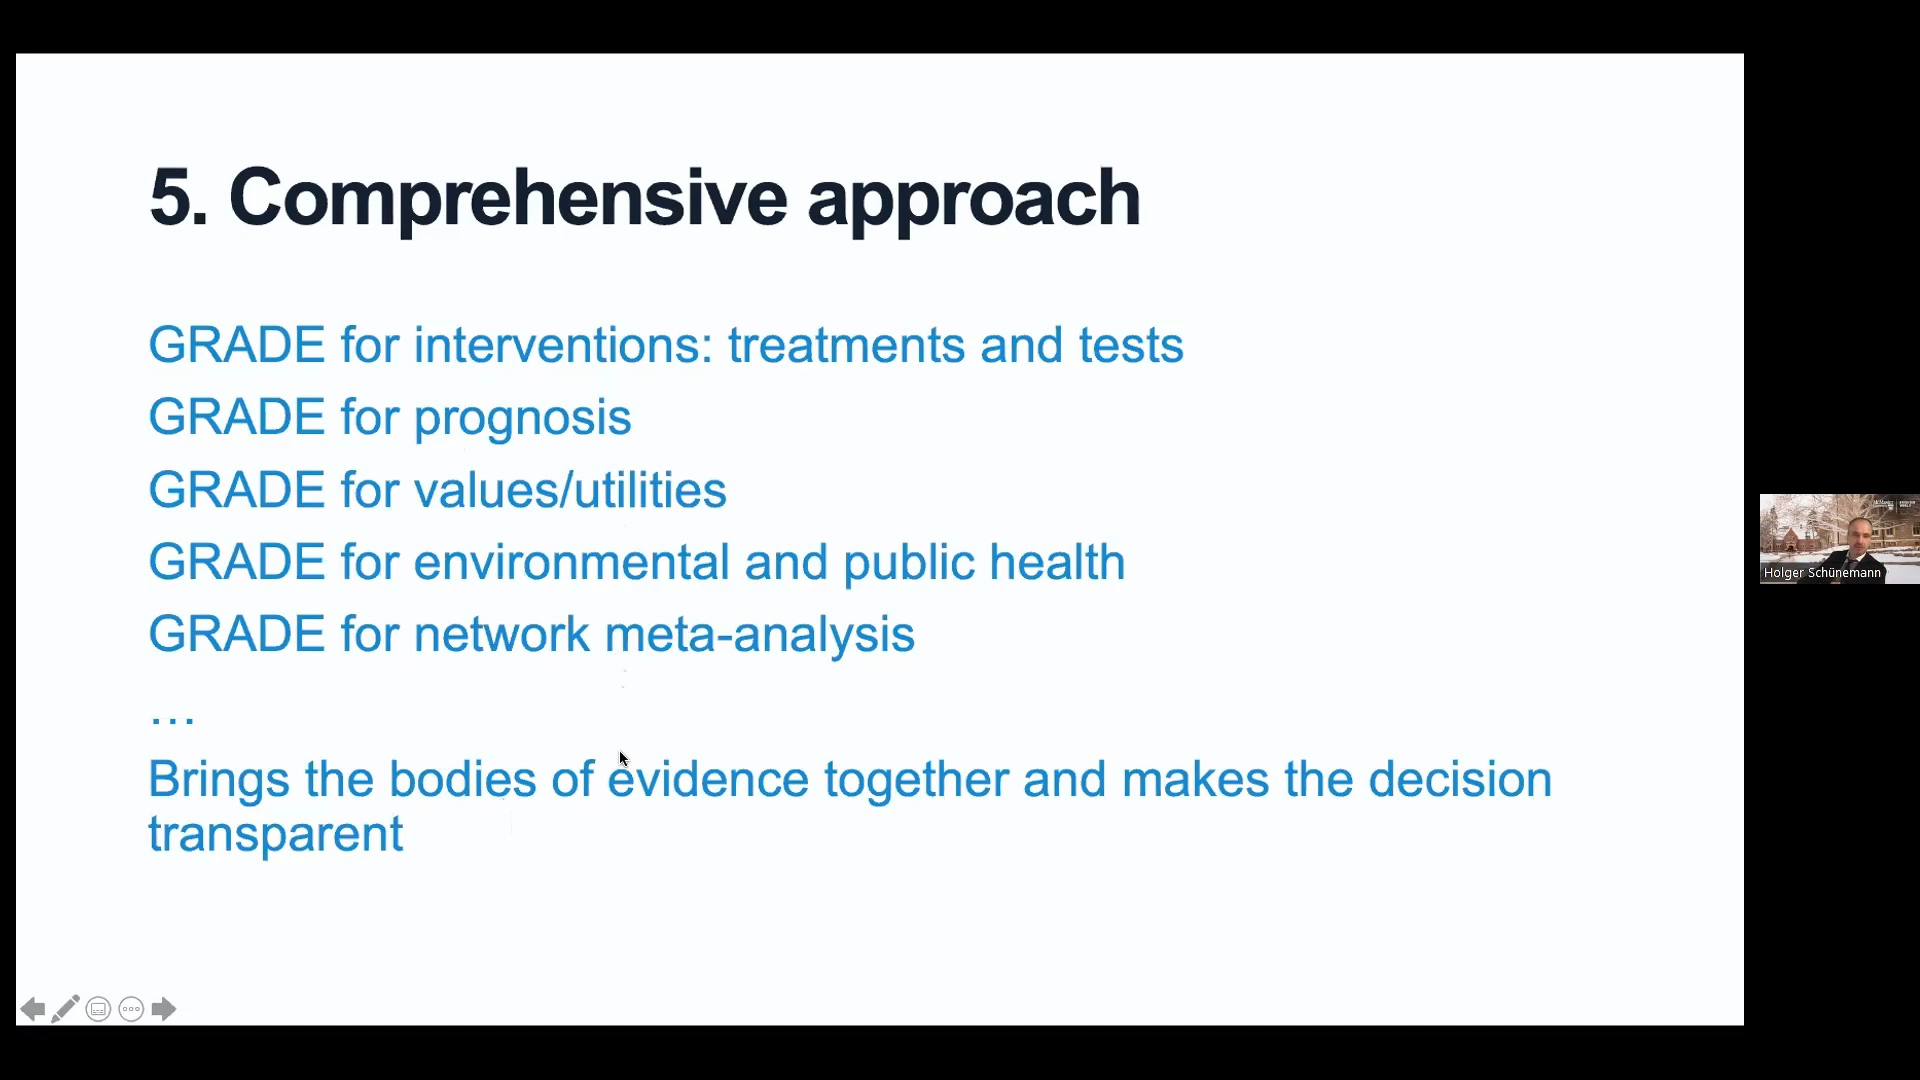 5. Comprehensive approach
GRADE for interventions: treatments and tests
GRADE for prognosis
GRADE for values/utilities
GRADE for environmental and public health
GRADE for network meta-analysis
…
Brings the bodies of evidence together and makes the decision
transparent
Holger Schünemann